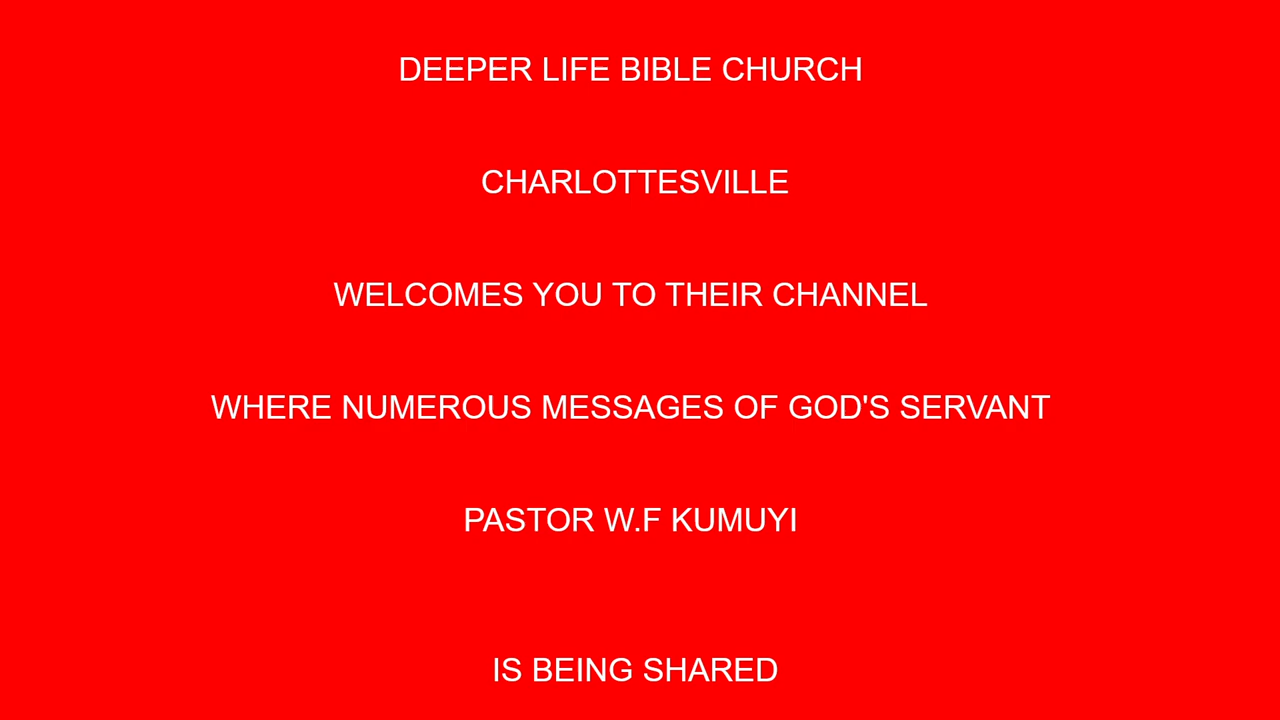 DEEPER LIFE BIBLE CHURCH
CHARLOTTESVILLE
WELCOMES YOU TO THEIR CHANNEL
WHERE NUMEROUS MESSAGES OF GOD'S SERVANT
PASTOR W.F KUMUYI
IS BEING SHARED